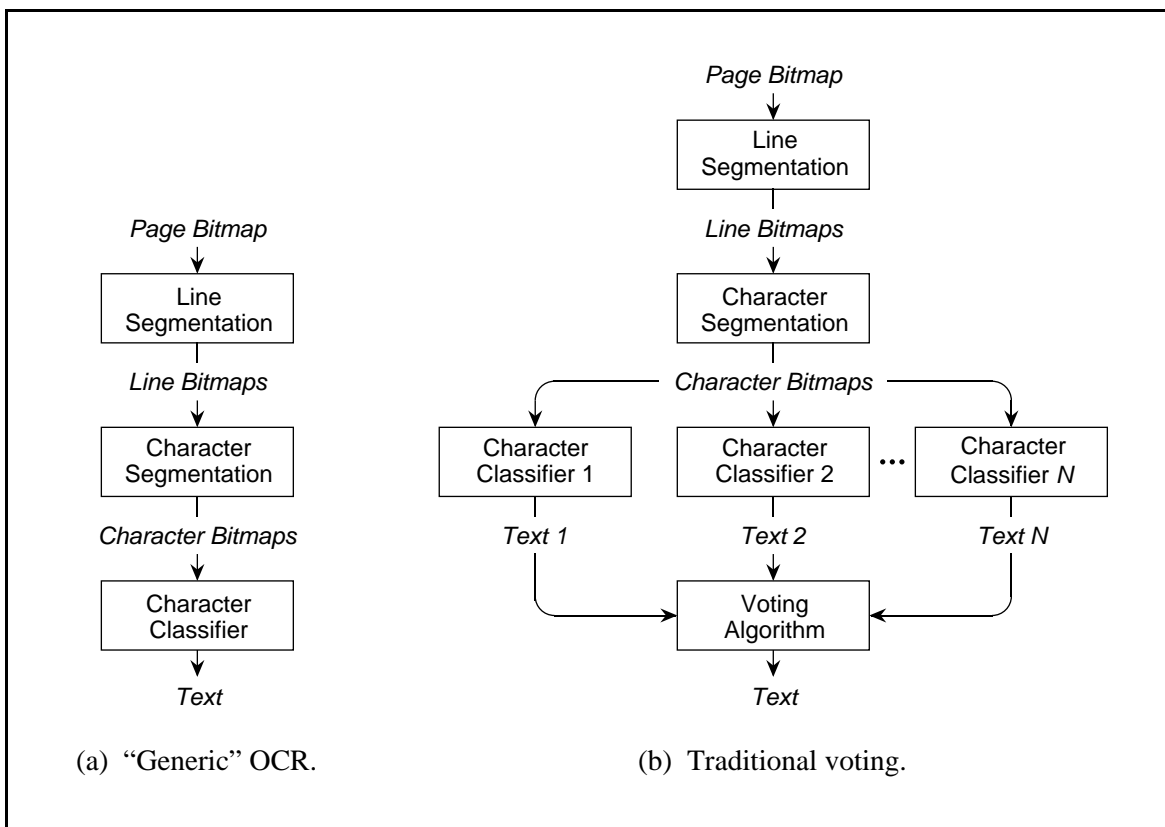 Page Bitmap
Line
Segmentation
Line Bitmaps
Character
Segmentation
Character Bitmaps
Character
Classifier
Text
(a) “Generic” OCR.
Page Bitmap
Line
Segmentation
Line Bitmaps
Character
Segmentation
Character Bitmaps
Character
Classifier 1
Character
Classifier 2
...
Character
Classifier N
Text 1
Text 2
Text N
Voting
Algorithm
Text
(b) Traditional voting.